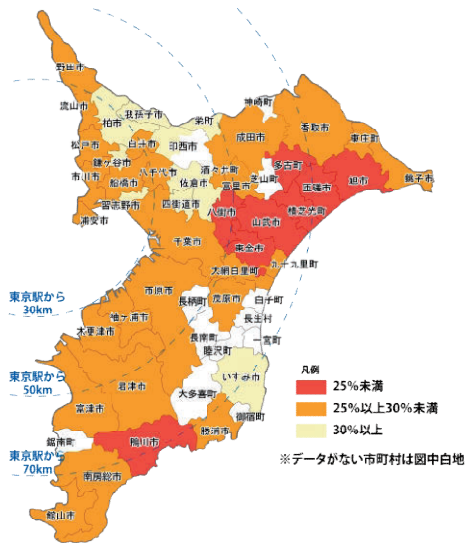 野田市
流山市
我孫子市
栄町
神崎町
柏市
香取市
松戸市
白井市
印西市
成田市
東庄町
鎌ケ谷市
酒々井町
多古町
市川市
船橋市
八千代市
佐倉市
富里市
芝山町
匝瑳市
旭市
銚子市
習志野市
四街道市
八街市
横芝光町
浦安市
山武市
千葉市
東金市
大網白里町
九十九里町
市原市
長柄町
茂原市
白子町
東京駅から
30km
袖ヶ浦市
長生村
木更津市
長南町
一宮町
睦沢町
東京駅から
50km
君津市
いすみ市
大多喜町
富津市
御宿町
勝浦市
鋸南町
鴨川市
東京駅から
70km
南房総市
館山市
凡例
25%未満
25%以上30%未満
30%以上
※データがない市町村は図中白地